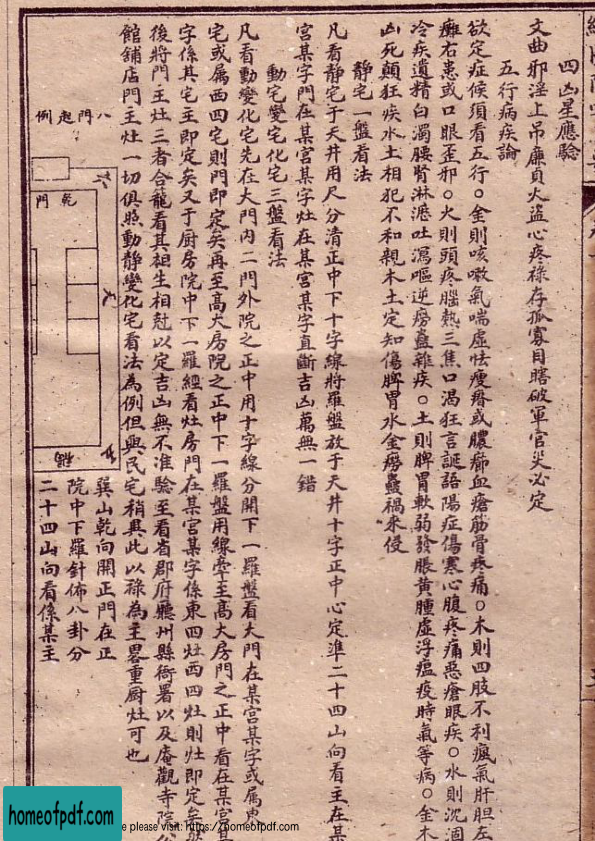 四凶星應驗
文曲邪淫上吊廉貞火盜心疼祿存孤寡目瞎破軍官災必定
五行病疾論
欲定症候須看五行。金則咳嗽氣喘虛怯瘦瘠或膿血瘡筋骨疼痛。木則四肢不利瘋氣肝胆左
癱右患或口眼歪邪。火則頭疼腦熱三焦口渴狂言誕語陽症傷寒心腹疼痛惡瘡眼疾。水則沈涸
冷疾遺精白濁腰腎淋漓吐瀉嘔逆癆蠱雜疾。土則脾胃軟弱發脹黃腫虛浮瘟疫時氣等病。金木
凶死顛狂疾水土相犯不和親木土定知傷脾胃水金癆蠱禍來侵
靜宅一盤看法
凡看靜宅于天井用尺分清正中下十字線將羅盤放于天井十字正中心定準二十四山向看主在某
宮某字門在某宮某字灶在某宮某字直斷吉凶萬無一錯
動宅變宅化宅三盤看法
凡看動變化宅先在大門內二門外院之正中用十字線分開下一羅盤看大門在某宮某字或屬東
宅或屬西四宅則門即定矣再至高大房院之正中下一羅盤用線牽至高大房門之正中看在某宮
字係其宅主即定矣又于厨房院中下一羅經看灶房門在某宮某字係東四灶西四灶則灶即定矣
後將門主灶三者合籠看其相生相尅以定吉凶無不准驗至看省郡府廳州縣衙署以及庵觀寺院
館舖店門主灶一切俱照動靜變化宅看法為例但與民宅稍異此以祿為主畧重厨灶可也
八門起例
乾門
巽山乾向開正門在正
院中下羅針佈八卦分
二十四山向看係某主
homeofpdf.com
e please visit: https://homeofpdf.com